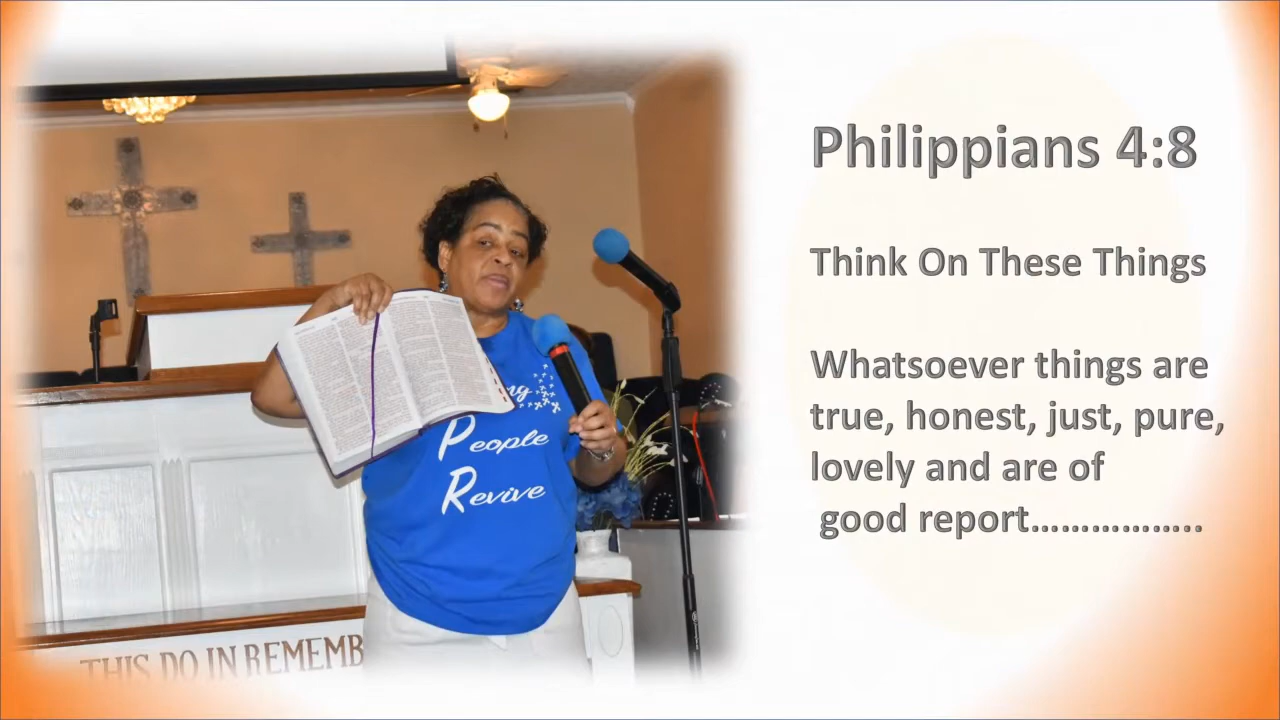 Philippians 4:8
Think On These Things
Whatsoever things are
true, honest, just, pure,
lovely and are of
good report……………..
People
Revive
THIS DO IN REMEMB